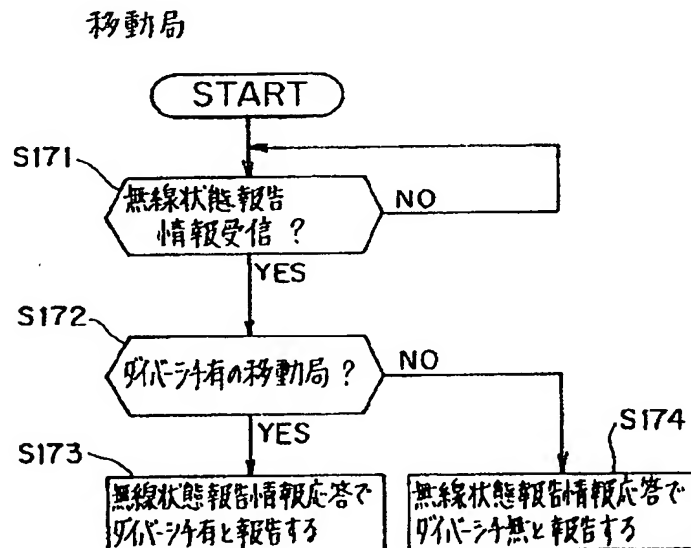 移動局
START
S171
無線状態報告
情報受信？
NO
YES
S172
ダイバーシチ有の移動局？
NO
YES
S173
無線状態報告情報応答で
ダイバーシチ有と報告する
S174
無線状態報告情報応答で
ダイバーシチ無と報告する